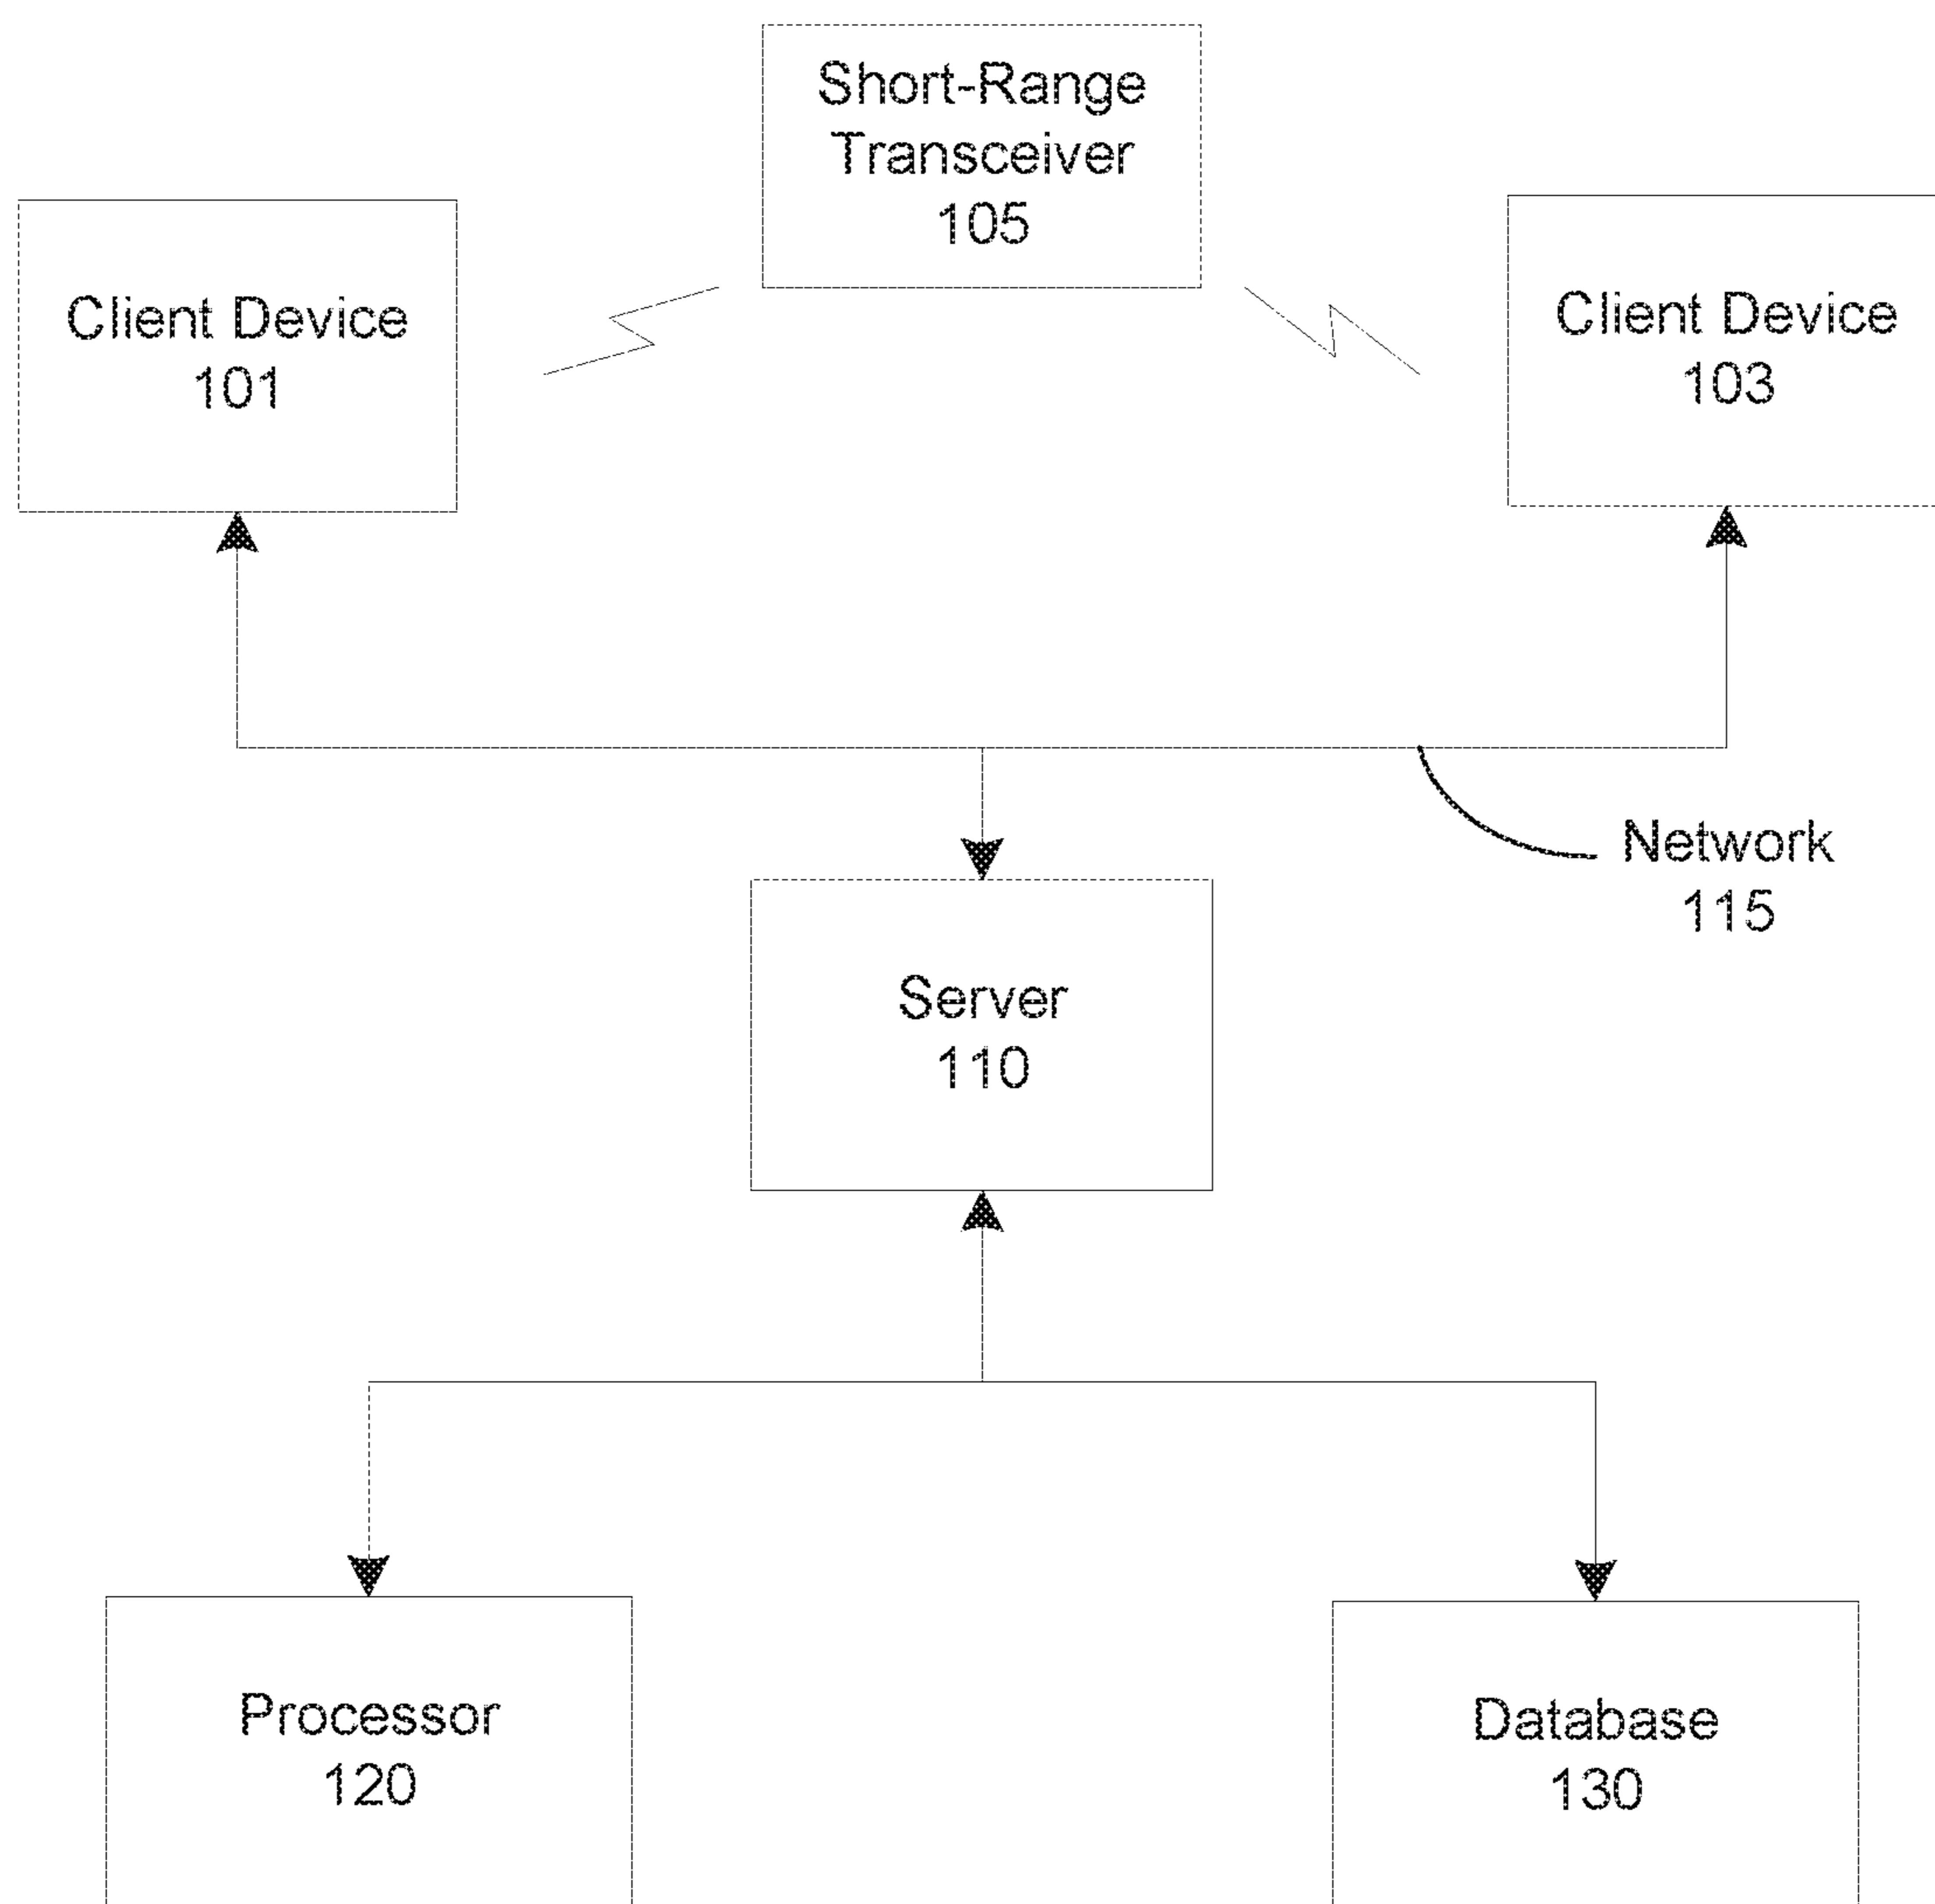 Short-Range
Transceiver
105
Client Device
101
Client Device
103
Network
115
Server
110
Processor
120
Database
130